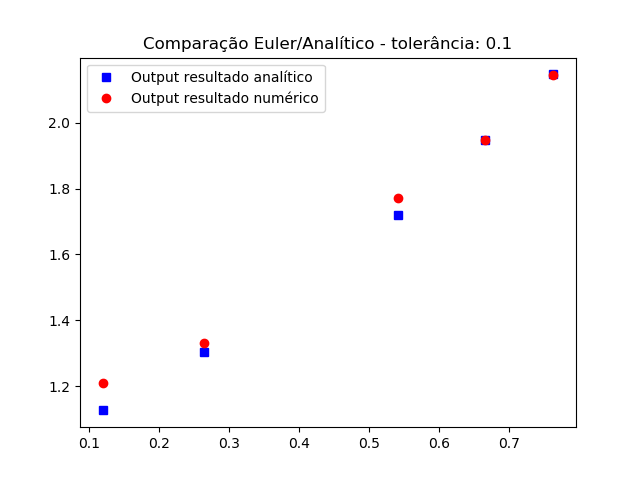 Comparação Euler/Analítico - tolerância: 0.1
Output resultado analítico
Output resultado numérico
2.0
1.8
1.6
1.4
1.2
0.1 0.2 0.3 0.4 0.5 0.6 0.7